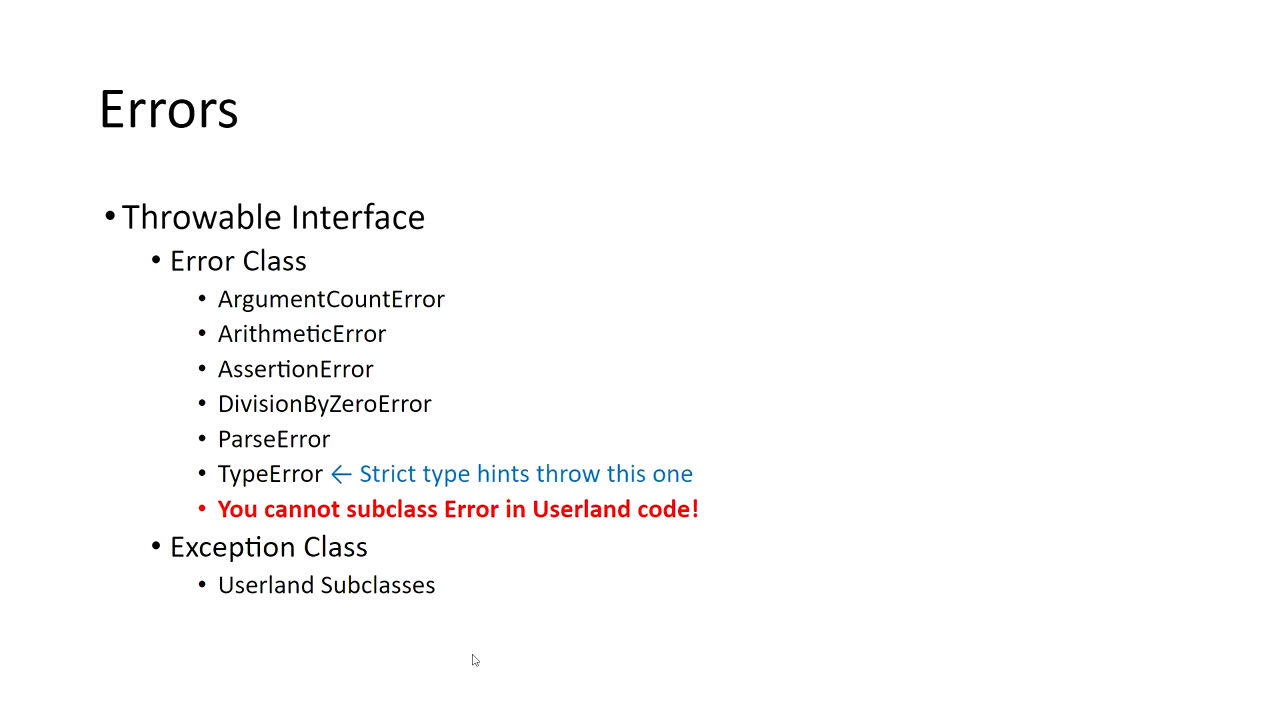 Errors
• Throwable Interface
• Error Class
• ArgumentCountError
• ArithmeticError
• AssertionError
• DivisionByZeroError
• ParseError
• TypeError ← Strict type hints throw this one
• You cannot subclass Error in Userland code!
• Exception Class
• Userland Subclasses